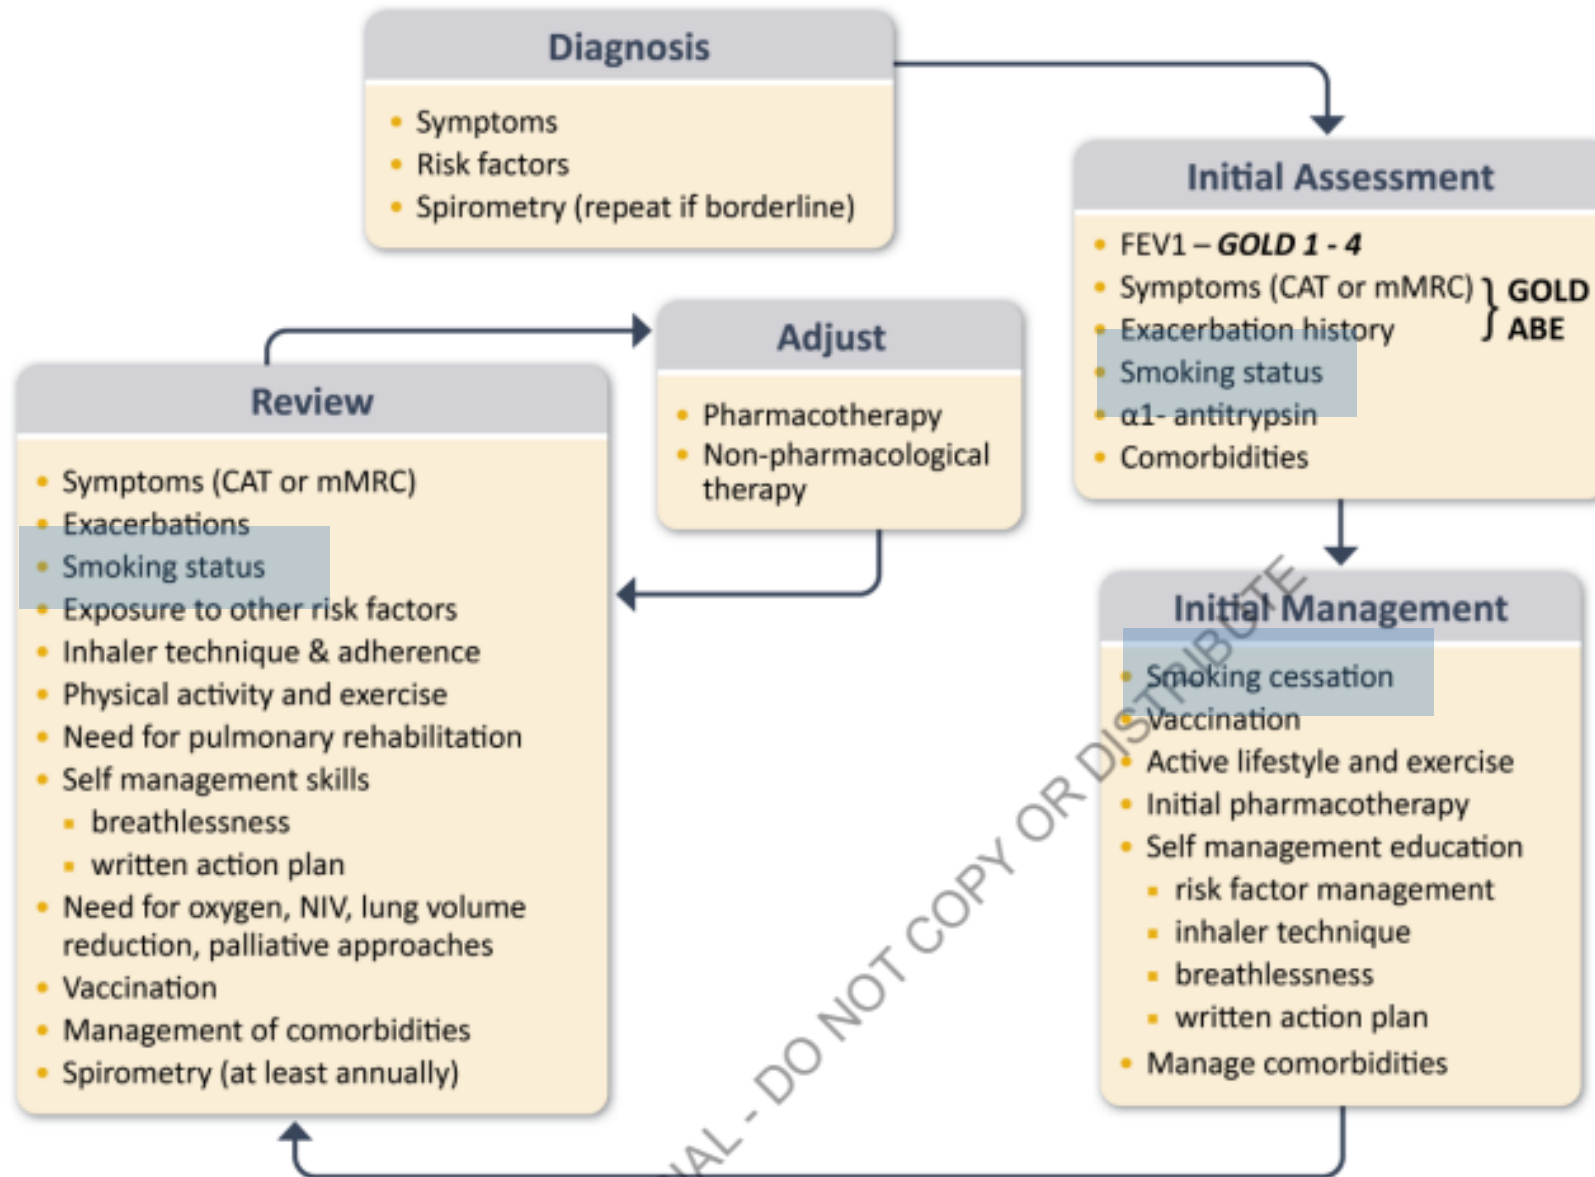 Diagnosis
• Symptoms
• Risk factors
• Spirometry (repeat if borderline)
Initial Assessment
• FEV1 – GOLD 1 - 4
• Symptoms (CAT or mMRC) } GOLD
• Exacerbation history } ABE
• Smoking status
• α1- antitrypsin
• Comorbidities
Initial Management
• Smoking cessation
• Vaccination
• Active lifestyle and exercise
• Initial pharmacotherapy
• Self management education
▪ risk factor management
▪ inhaler technique
▪ breathlessness
▪ written action plan
• Manage comorbidities
Review
• Symptoms (CAT or mMRC)
• Exacerbations
• Smoking status
• Exposure to other risk factors
• Inhaler technique & adherence
• Physical activity and exercise
• Need for pulmonary rehabilitation
• Self management skills
▪ breathlessness
▪ written action plan
• Need for oxygen, NIV, lung volume
reduction, palliative approaches
• Vaccination
• Management of comorbidities
• Spirometry (at least annually)
Adjust
• Pharmacotherapy
• Non-pharmacological
therapy
- DO NOT COPY OR DISTRIBUTE